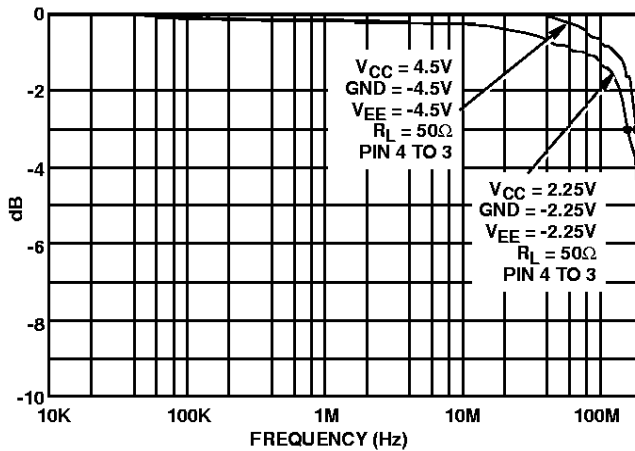 0
VCC = 4.5V
GND = -4.5V
VEE = -4.5V
RL = 50Ω
PIN 4 TO 3
-2
-4
dB
VCC = 2.25V
GND = -2.25V
VEE = -2.25V
RL = 50Ω
PIN 4 TO 3
-6
-8
-10
10K 100K 1M 10M 100M
FREQUENCY (Hz)